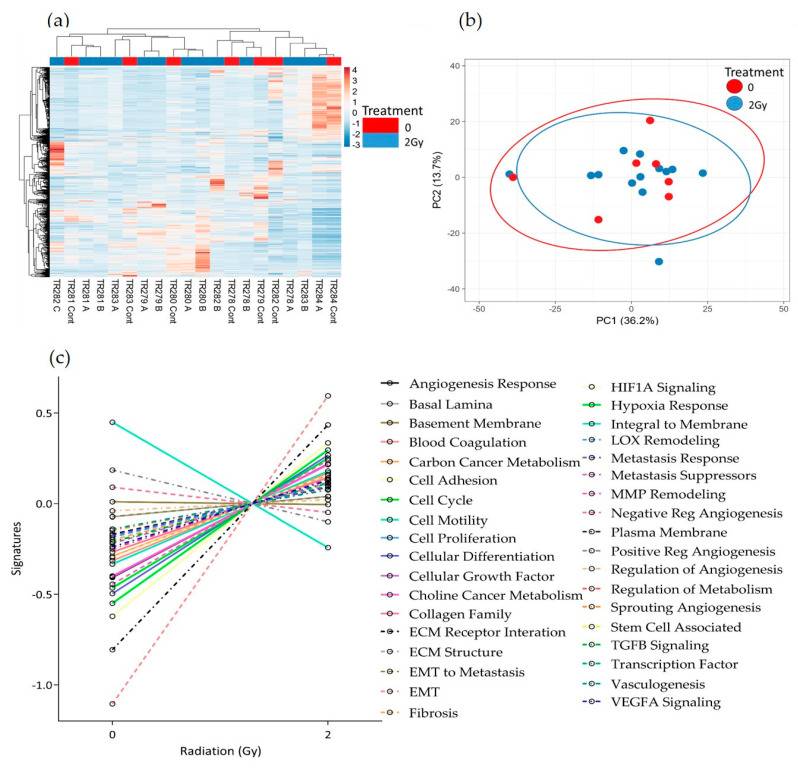 (a)
4
3
2
1
0
-1
-2
-3
Treatment
0
2Gy
TR282 C
TR281 Cont
TR281 A
TR281 B
TR283 A
TR283 Cont
TR279 A
TR279 B
TR280 Cont
TR280 A
TR280 B
TR282 B
TR278 Cont
TR278 B
TR279 Cont
TR282 Cont
TR278 A
TR283 B
TR284 A
TR284 Cont
(b)
Treatment
0
2Gy
40
20
0
-20
-40
PC2 (13.7%)
-50
-25
0
25
50
PC1 (36.2%)
(c)
0.5
0.0
-0.5
-1.0
Signatures
0
2
Radiation (Gy)
Angiogenesis Response
Basal Lamina
Basement Membrane
Blood Coagulation
Carbon Cancer Metabolism
Cell Adhesion
Cell Cycle
Cell Motility
Cell Proliferation
Cellular Differentiation
Cellular Growth Factor
Choline Cancer Metabolism
Collagen Family
ECM Receptor Interation
ECM Structure
EMT to Metastasis
EMT
Fibrosis
HIF1A Signaling
Hypoxia Response
Integral to Membrane
LOX Remodeling
Metastasis Response
Metastasis Suppressors
MMP Remodeling
Negative Reg Angiogenesis
Plasma Membrane
Positive Reg Angiogenesis
Regulation of Angiogenesis
Regulation of Metabolism
Sprouting Angiogenesis
Stem Cell Associated
TGFB Signaling
Transcription Factor
Vasculogenesis
VEGFA Signaling